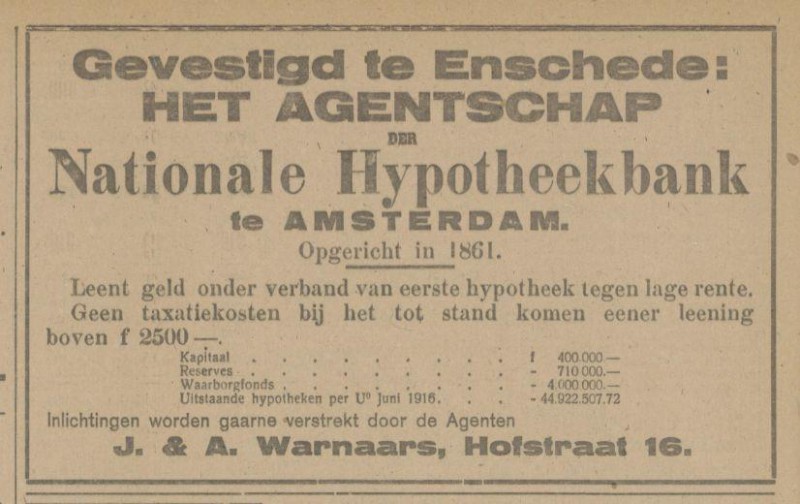 Gevestigd te Enschede:
HET AGENTSCHAP
DER
Nationale Hypotheekbank
te AMSTERDAM.
Opgericht in 1861.
Leent geld onder verband van eerste hypotheek tegen lage rente.
Geen taxatiekosten bij het tot stand komen eener leening
boven f 2500 —.
Kapitaal . . . . . . . . . f 400.000.—
Reserves . . . . . . . . . - 710 000.—
Waarborgfonds . . . . . . . . - 4.000.000.—
Uitstaande hypotheken per U° Juni 1916. . . - 44.922.507.72
Inlichtingen worden gaarne verstrekt door de Agenten
J. & A. Warnaars, Hofstraat 16.